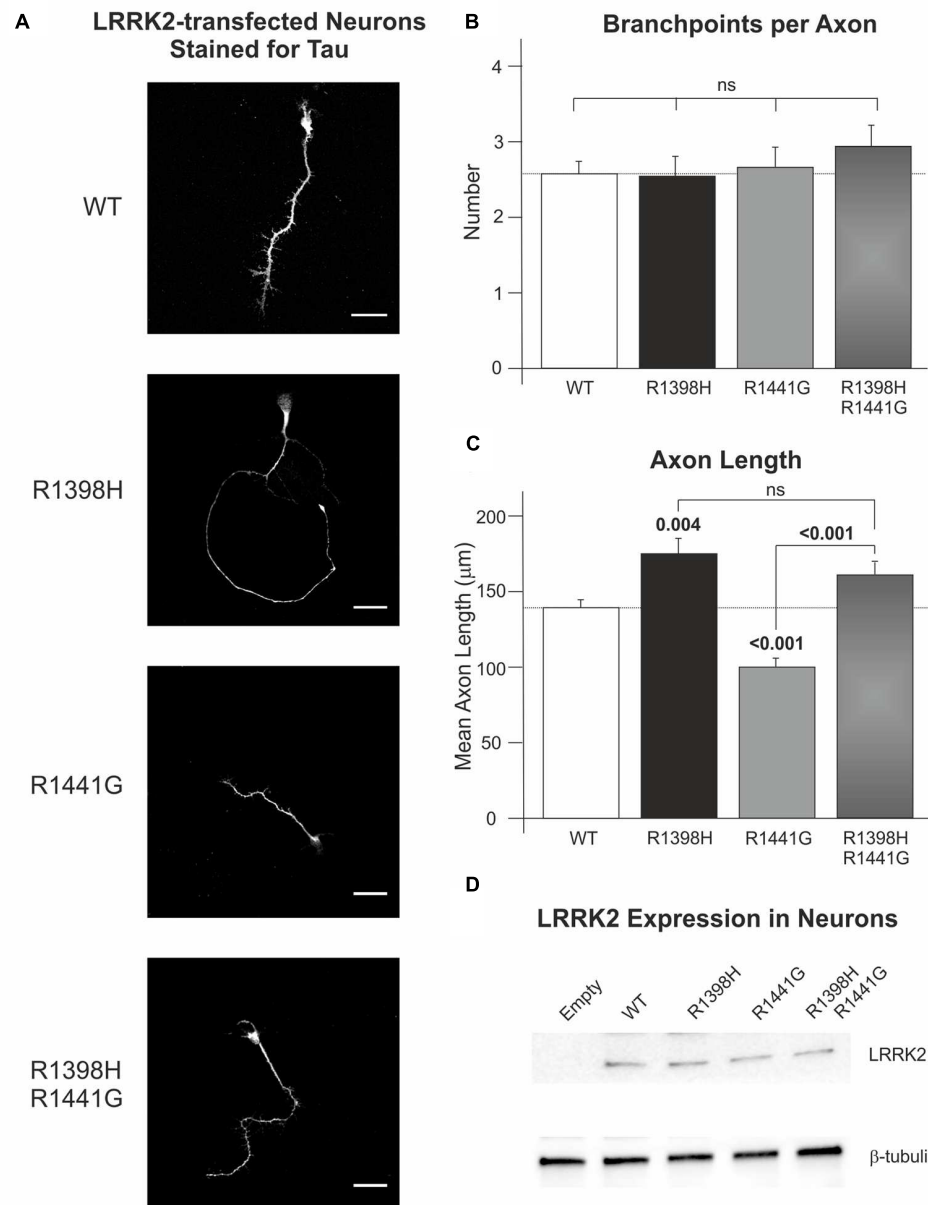 A
LRRK2-transfected Neurons
Stained for Tau
WT
R1398H
R1441G
R1398H
R1441G
B
Branchpoints per Axon
Number
4
3
2
1
0
ns
WT
R1398H
R1441G
R1398H
R1441G
C
Axon Length
Mean Axon Length (μm)
200
150
100
50
0
ns
0.004
<0.001
<0.001
WT
R1398H
R1441G
R1398H
R1441G
D
LRRK2 Expression in Neurons
Empty
WT
R1398H
R1441G
R1398H
R1441G
LRRK2
β-tubuli